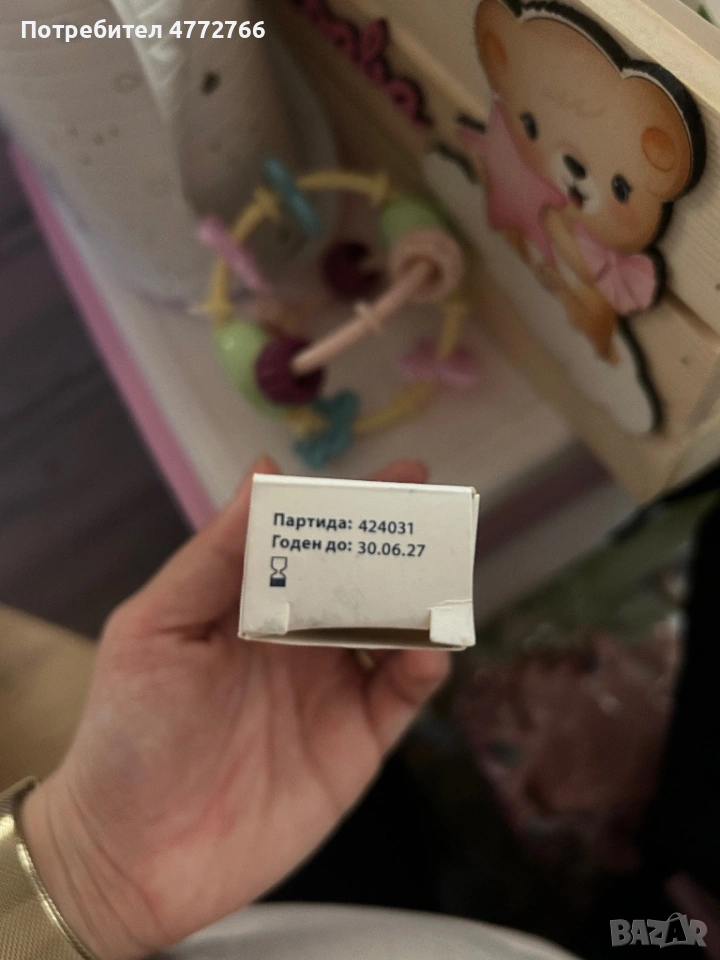 Потребител 4772766
Партида: 424031
Годен до: 30.06.27
BAZAR